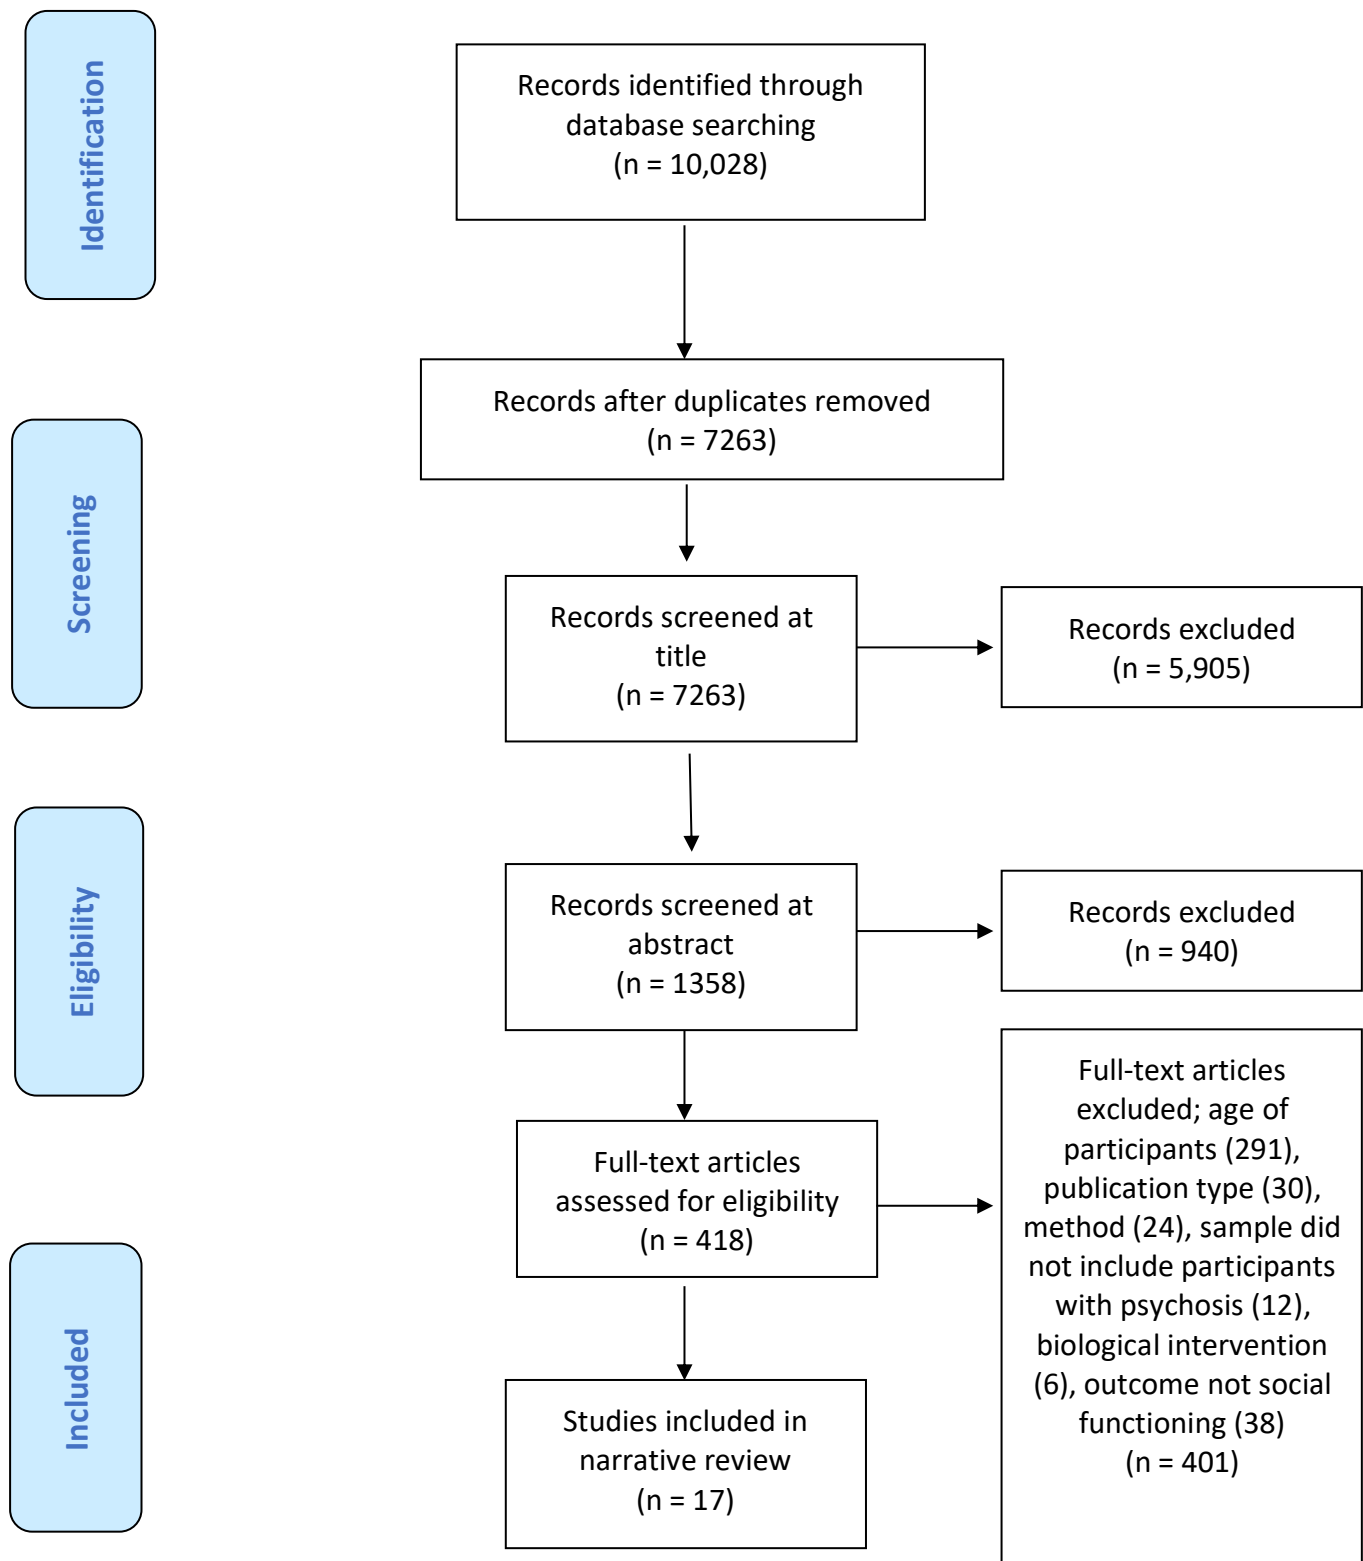 Identification
Records identified through
database searching
(n = 10,028)
Records after duplicates removed
(n = 7263)
Screening
Records screened at
title
(n = 7263)
Records excluded
(n = 5,905)
Eligibility
Records screened at
abstract
(n = 1358)
Records excluded
(n = 940)
Full-text articles
assessed for eligibility
(n = 418)
Full-text articles
excluded; age of
participants (291),
publication type (30),
method (24), sample did
not include participants
with psychosis (12),
biological intervention
(6), outcome not social
functioning (38)
(n = 401)
Included
Studies included in
narrative review
(n = 17)